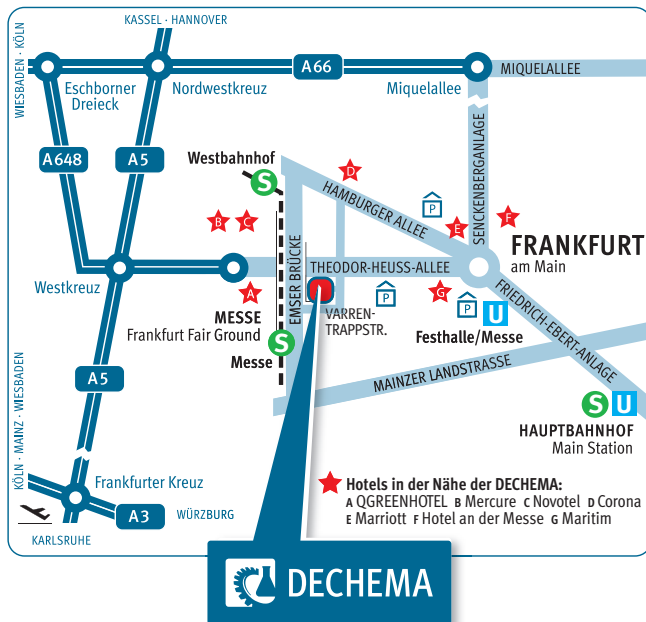 KASSEL · HANNOVER
WIESBADEN · KÖLN
A66
MIQUELALLEE
Eschborner
Dreieck
Nordwestkreuz
Miquelallee
A648
A5
Westbahnhof
S
D
HAMBURGER ALLEE
P
SENCKENBERGANLAGE
B
C
E
F
FRANKFURT
am Main
EMSER BRÜCKE
THEODOR-HEUSS-ALLEE
Westkreuz
A
MESSE
Frankfurt Fair Ground
VARREN-
TRAPPSTR.
P
G
P
U
Festhalle/Messe
FRIEDRICH-EBERT-ANLAGE
S
Messe
MAINZER LANDSTRASSE
A5
KÖLN · MAINZ · WIESBADEN
S
U
HAUPTBAHNHOF
Main Station
Frankfurter Kreuz
A3
WÜRZBURG
KARLSRUHE
Hotels in der Nähe der DECHEMA:
A QGREENHOTEL B Mercure C Novotel D Corona
E Marriott F Hotel an der Messe G Maritim
DECHEMA